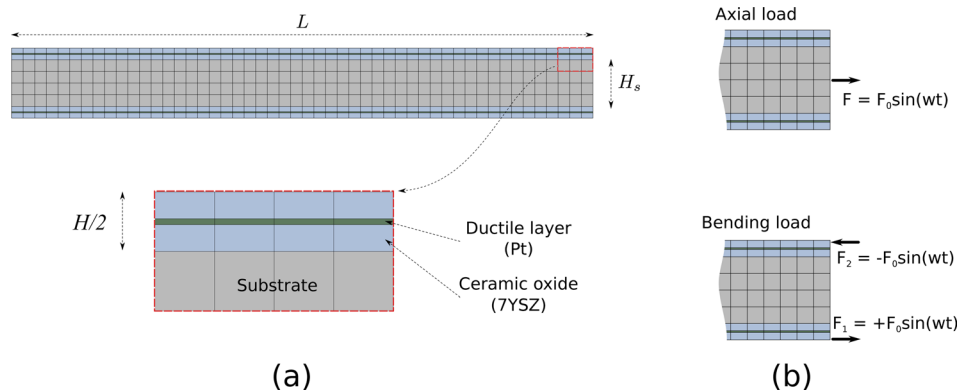 L
H_s
H/2
Ductile layer
(Pt)
Ceramic oxide
(7YSZ)
Substrate
(a)
Axial load
F = F₀sin(wt)
Bending load
F₂ = -F₀sin(wt)
F₁ = +F₀sin(wt)
(b)